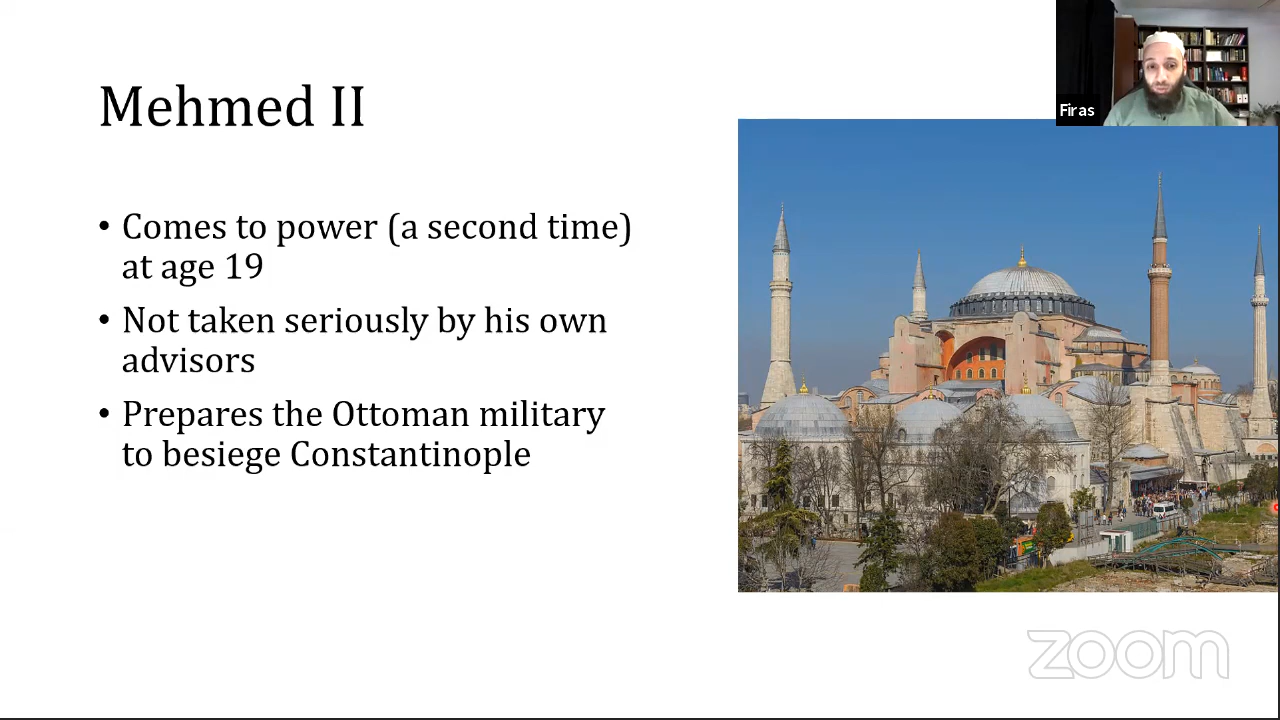 Mehmed II
• Comes to power (a second time)
at age 19
• Not taken seriously by his own
advisors
• Prepares the Ottoman military
to besiege Constantinople
Firas
zoom